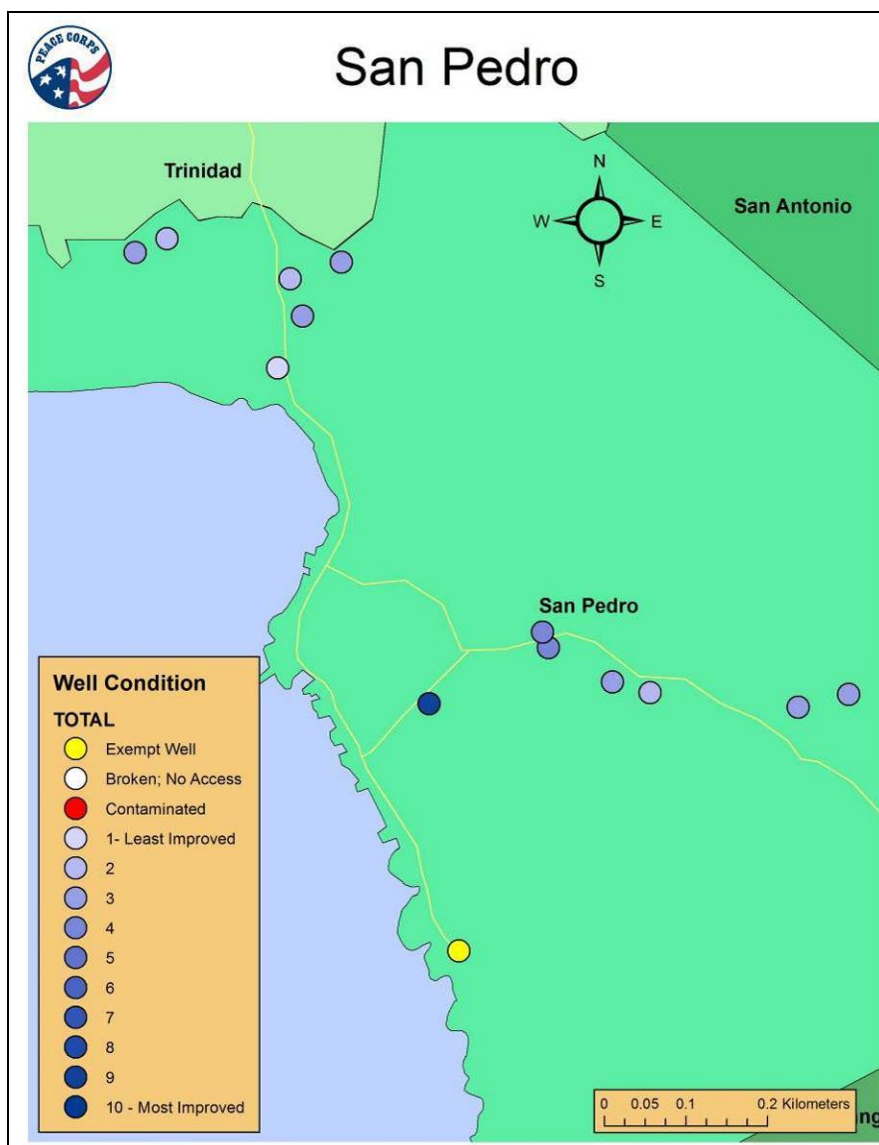 PEACE CORPS
San Pedro
Trinidad
San Antonio
N
W E
S
San Pedro
Well Condition
TOTAL
Exempt Well
Broken; No Access
Contaminated
1- Least Improved
2
3
4
5
6
7
8
9
10 - Most Improved
0 0.05 0.1 0.2 Kilometers
ng